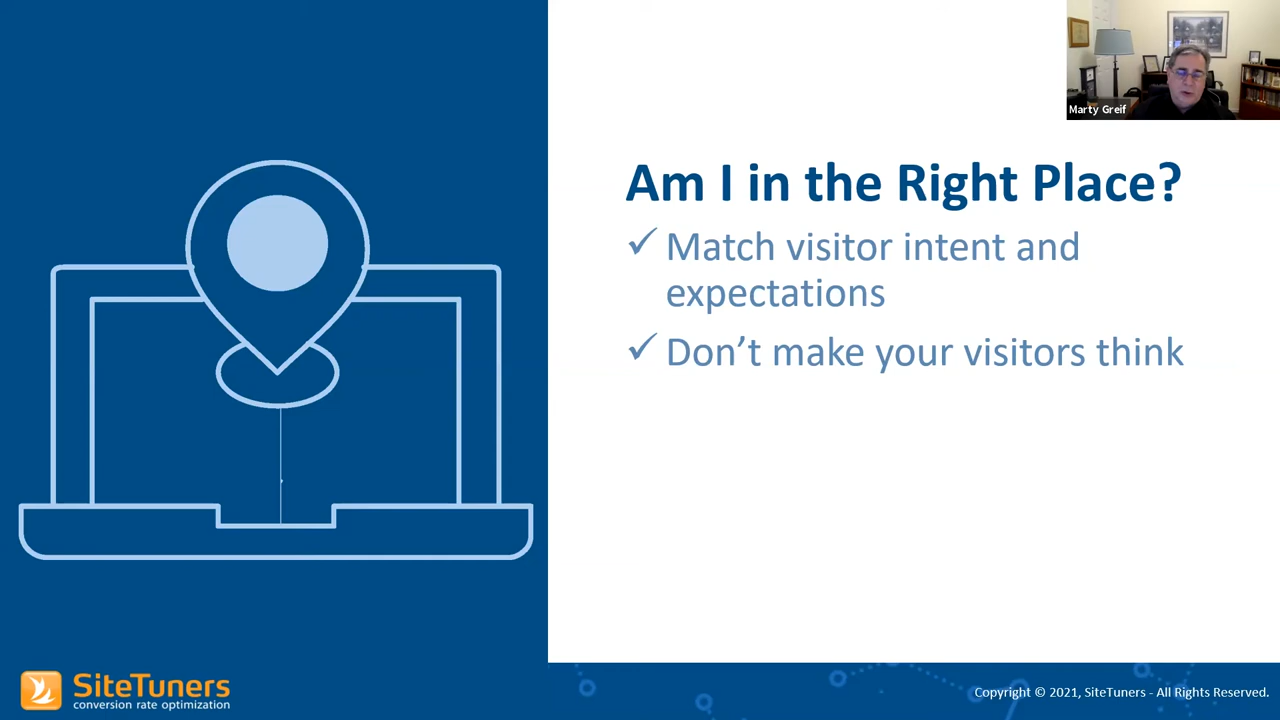 Marty Greif
Am I in the Right Place?
✓ Match visitor intent and
expectations
✓ Don’t make your visitors think
SiteTuners
conversion rate optimization
Copyright © 2021, SiteTuners - All Rights Reserved.